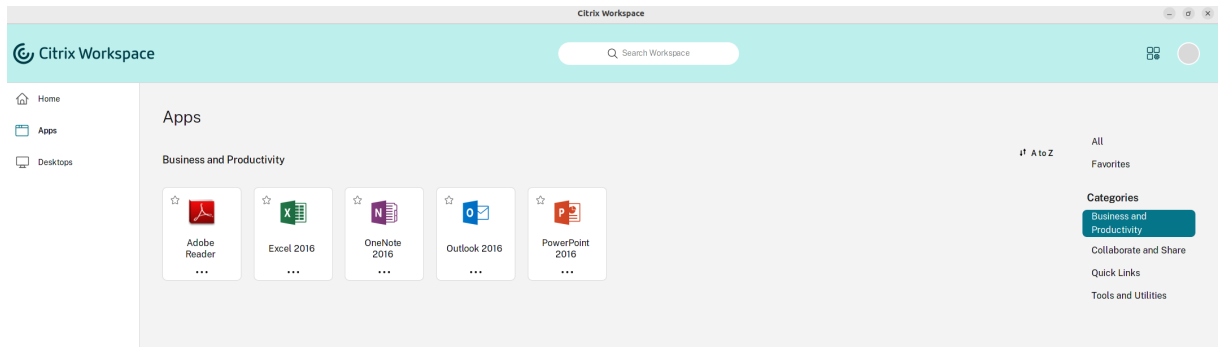 Citrix Workspace
Citrix Workspace
Search Workspace
Home
Apps
Desktops
Apps
Business and Productivity
A to Z
Adobe
Reader
Excel 2016
OneNote
2016
Outlook 2016
PowerPoint
2016
All
Favorites
Categories
Business and
Productivity
Collaborate and Share
Quick Links
Tools and Utilities